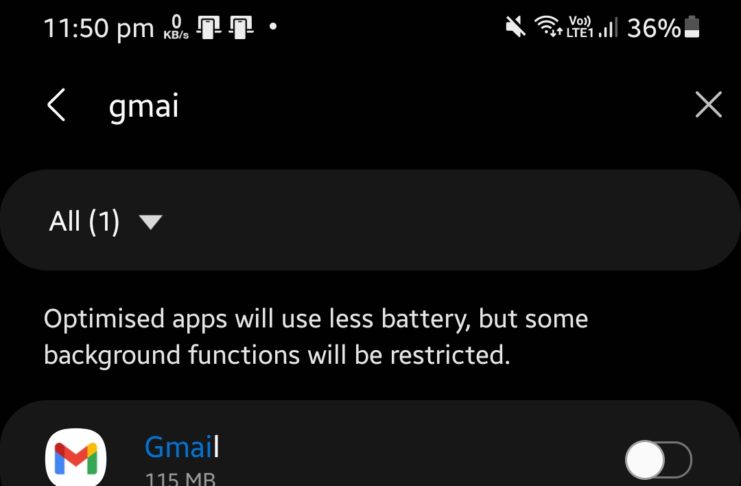 11:50 pm 0 KB/s Vo)) LTE1 36%
gmai
All (1)
Optimised apps will use less battery, but some
background functions will be restricted.
Gmail
115 MB